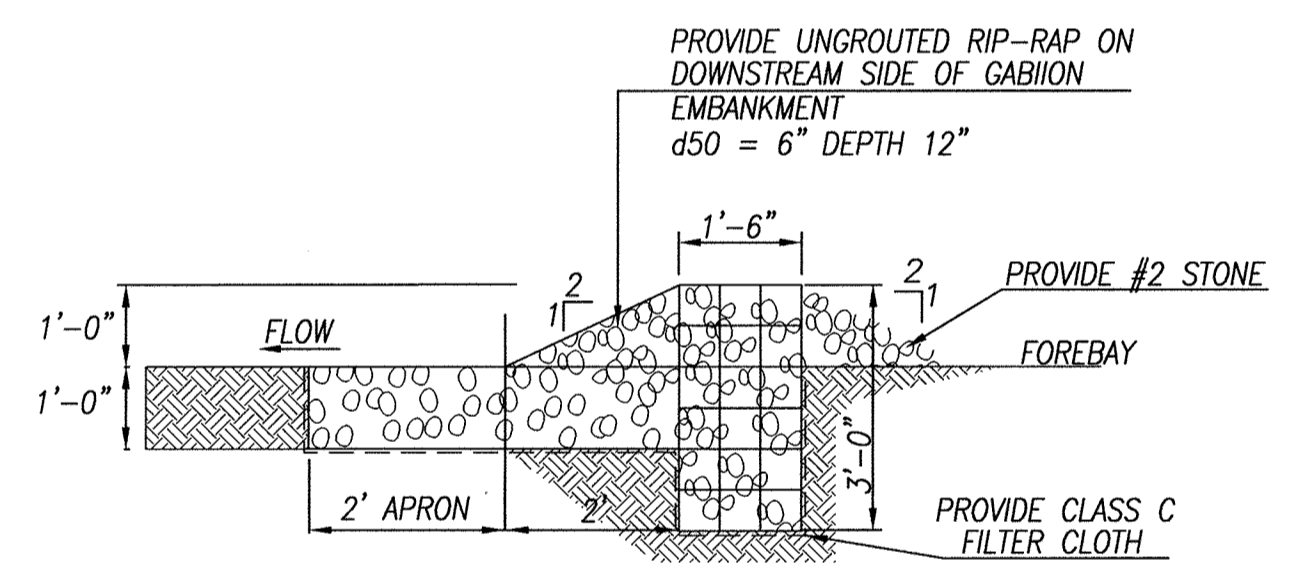 PROVIDE UNGROUTED RIP-RAP ON
DOWNSTREAM SIDE OF GABIION
EMBANKMENT
d50 = 6" DEPTH 12"
1'-6"
2
1
2
1
PROVIDE #2 STONE
1'-0"
FLOW
FOREBAY
1'-0"
3'-0"
2' APRON
2'
PROVIDE CLASS C
FILTER CLOTH